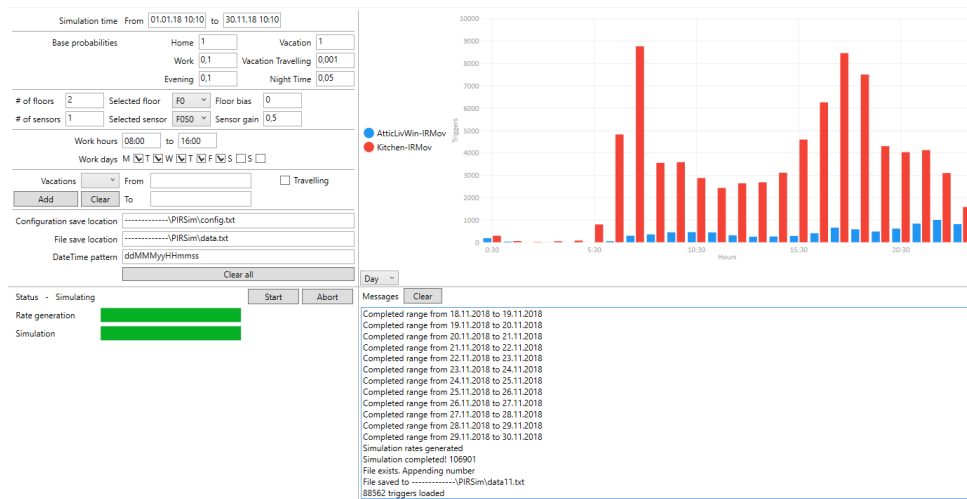 Simulation time From 01.01.18 10:10 to 30.11.18 10:10
Base probabilities Home 1 Vacation 1
Work 0,1 Vacation Travelling 0,001
Evening 0,1 Night Time 0,05
# of floors 2 Selected floor F0 Floor bias 0
# of sensors 1 Selected sensor F0S0 Sensor gain 0,5
Work hours 08:00 to 16:00
Work days M T W T F S S
Vacations From Travelling
Add Clear To
Configuration save location -------------\PIRSim\config.txt
File save location -------------\PIRSim\data.txt
DateTime pattern ddMMMyyHHmmss
Clear all
Status - Simulating Start Abort
Rate generation
Simulation
AtticLivWin-IRMov
Kitchen-IRMov
Triggers
10000
9000
8000
7000
6000
5000
4000
3000
2000
1000
0
0:30 5:30 10:30 15:30 20:30
Hours
Day
Messages Clear
Completed range from 18.11.2018 to 19.11.2018
Completed range from 19.11.2018 to 20.11.2018
Completed range from 20.11.2018 to 21.11.2018
Completed range from 21.11.2018 to 22.11.2018
Completed range from 22.11.2018 to 23.11.2018
Completed range from 23.11.2018 to 24.11.2018
Completed range from 24.11.2018 to 25.11.2018
Completed range from 25.11.2018 to 26.11.2018
Completed range from 26.11.2018 to 27.11.2018
Completed range from 27.11.2018 to 28.11.2018
Completed range from 28.11.2018 to 29.11.2018
Completed range from 29.11.2018 to 30.11.2018
Simulation rates generated
Simulation completed! 106901
File exists. Appending number
File saved to -------------\PIRSim\data11.txt
88562 triggers loaded